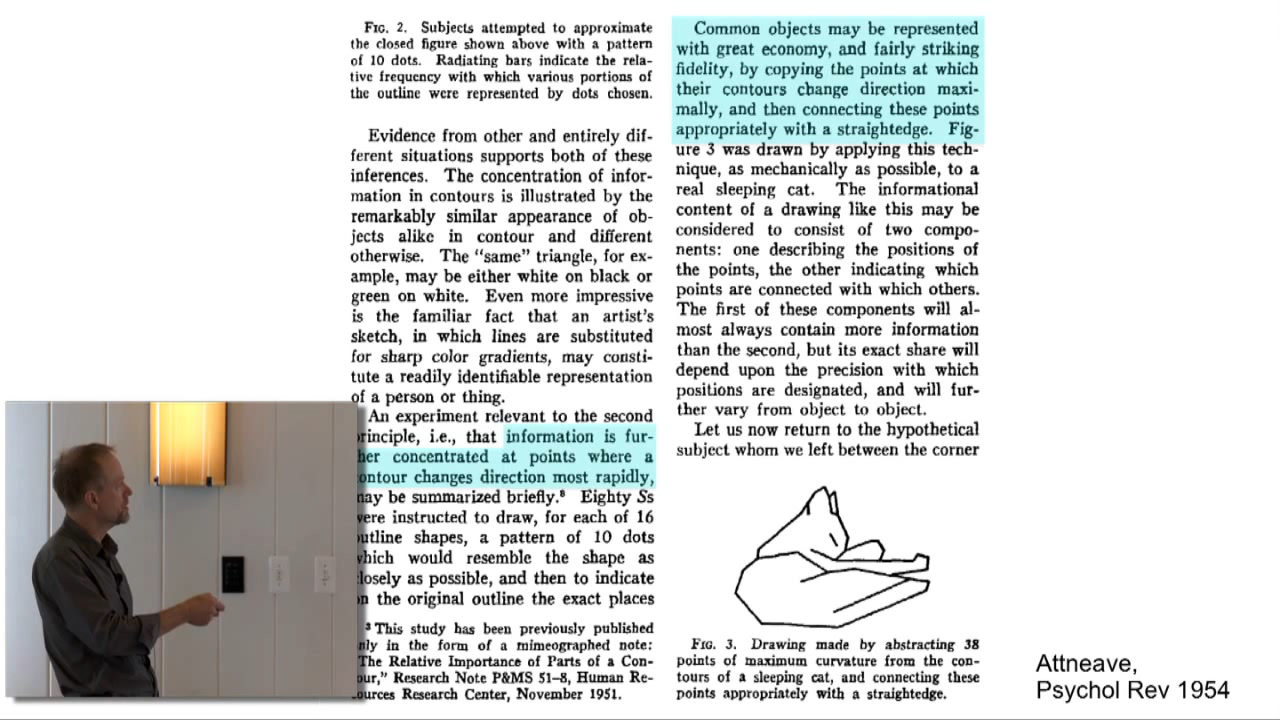 FIG. 2. Subjects attempted to approximate
the closed figure shown above with a pattern
of 10 dots. Radiating bars indicate the rela-
tive frequency with which various portions of
the outline were represented by dots chosen.
Evidence from other and entirely dif-
ferent situations supports both of these
inferences. The concentration of infor-
mation in contours is illustrated by the
remarkably similar appearance of ob-
jects alike in contour and different
otherwise. The "same" triangle, for ex-
ample, may be either white on black or
green on white. Even more impressive
is the familiar fact that an artist's
sketch, in which lines are substituted
for sharp color gradients, may consti-
tute a readily identifiable representation
of a person or thing.
An experiment relevant to the second
rinciple, i.e., that information is fur-
her concentrated at points where a
ontour changes direction most rapidly,
may be summarized briefly.³ Eighty Ss
were instructed to draw, for each of 16
outline shapes, a pattern of 10 dots
which would resemble the shape as
losely as possible, and then to indicate
n the original outline the exact places
³ This study has been previously published
nly in the form of a mimeographed note:
"The Relative Importance of Parts of a Con-
our," Research Note P&MS 51-8, Human Re-
ources Research Center, November 1951.
Common objects may be represented
with great economy, and fairly striking
fidelity, by copying the points at which
their contours change direction maxi-
mally, and then connecting these points
appropriately with a straightedge. Fig-
ure 3 was drawn by applying this tech-
nique, as mechanically as possible, to a
real sleeping cat. The informational
content of a drawing like this may be
considered to consist of two compo-
nents: one describing the positions of
the points, the other indicating which
points are connected with which others.
The first of these components will al-
most always contain more information
than the second, but its exact share will
depend upon the precision with which
positions are designated, and will fur-
ther vary from object to object.
Let us now return to the hypothetical
subject whom we left between the corner
FIG. 3. Drawing made by abstracting 38
points of maximum curvature from the con-
tours of a sleeping cat, and connecting these
points appropriately with a straightedge.
Attneave,
Psychol Rev 1954